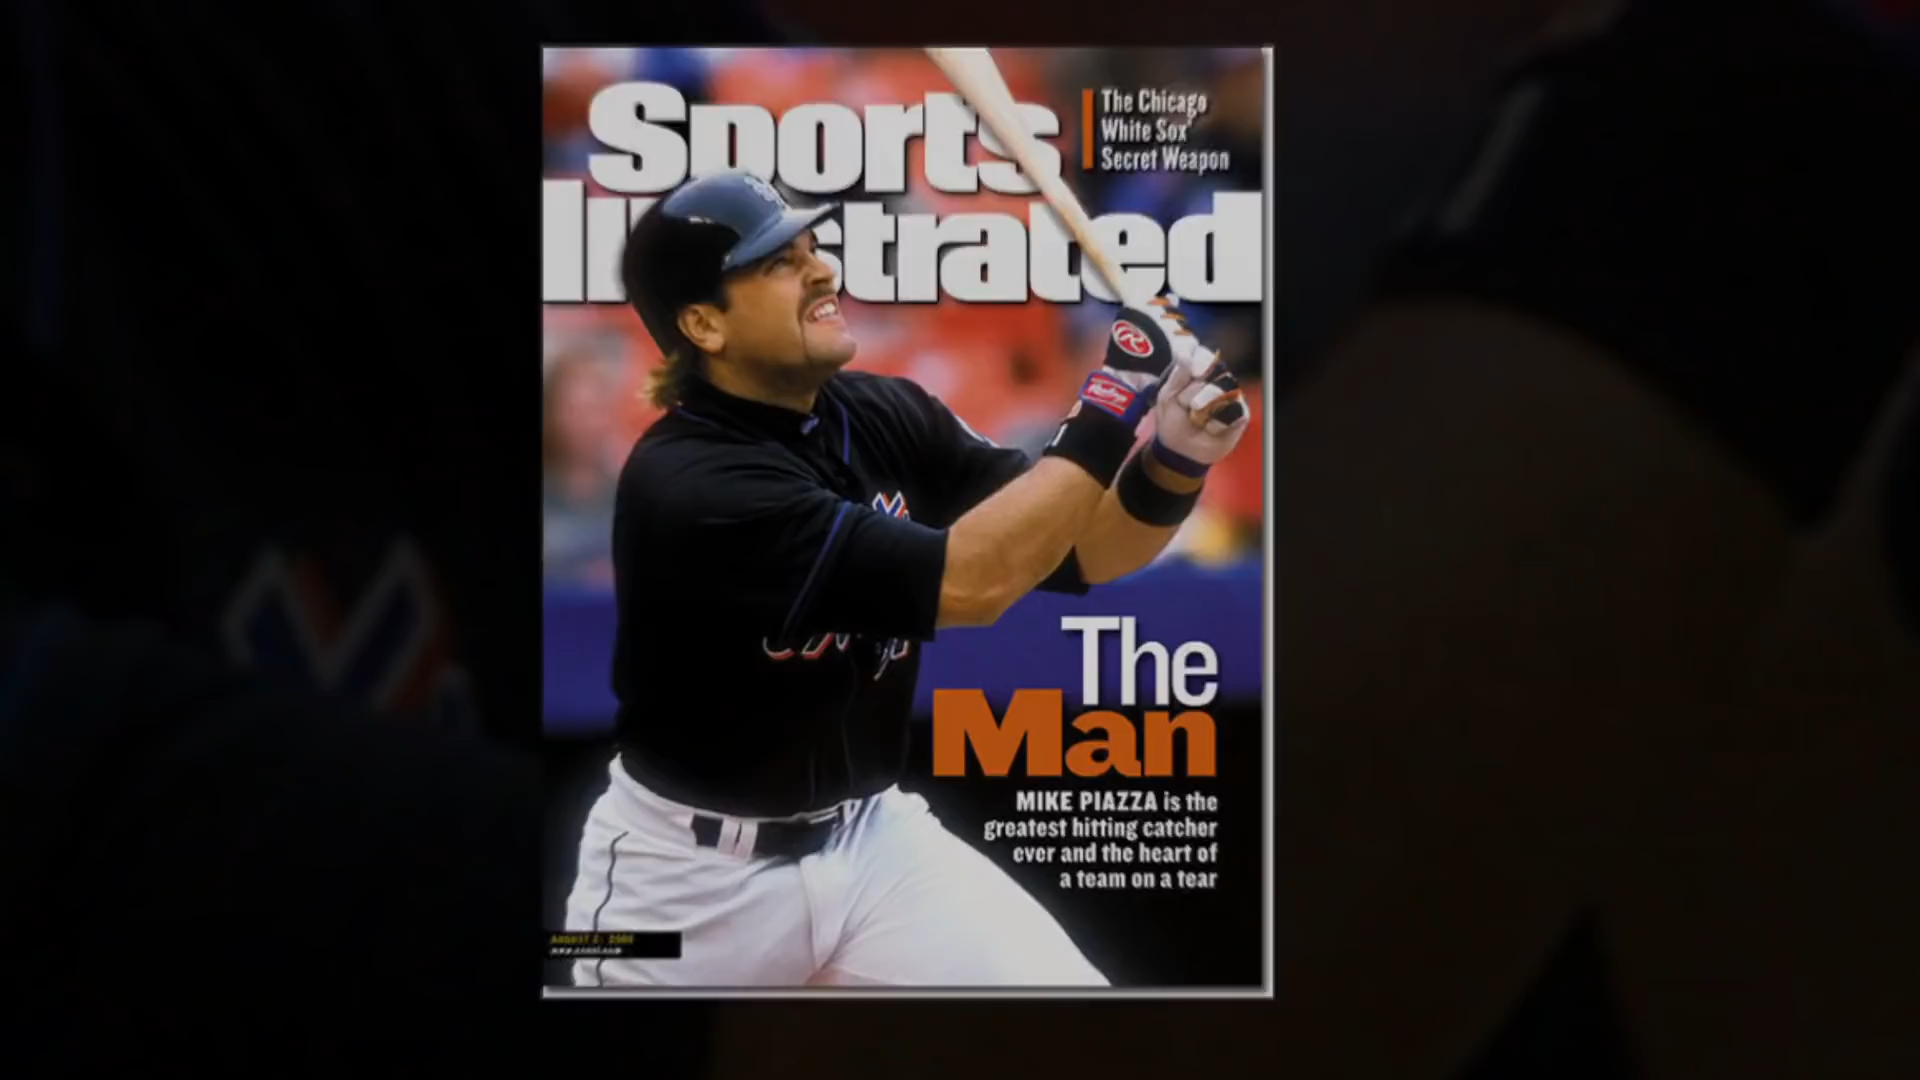 Sports
Illustrated
The Chicago
White Sox'
Secret Weapon
The
Man
MIKE PIAZZA is the
greatest hitting catcher
ever and the heart of
a team on a tear